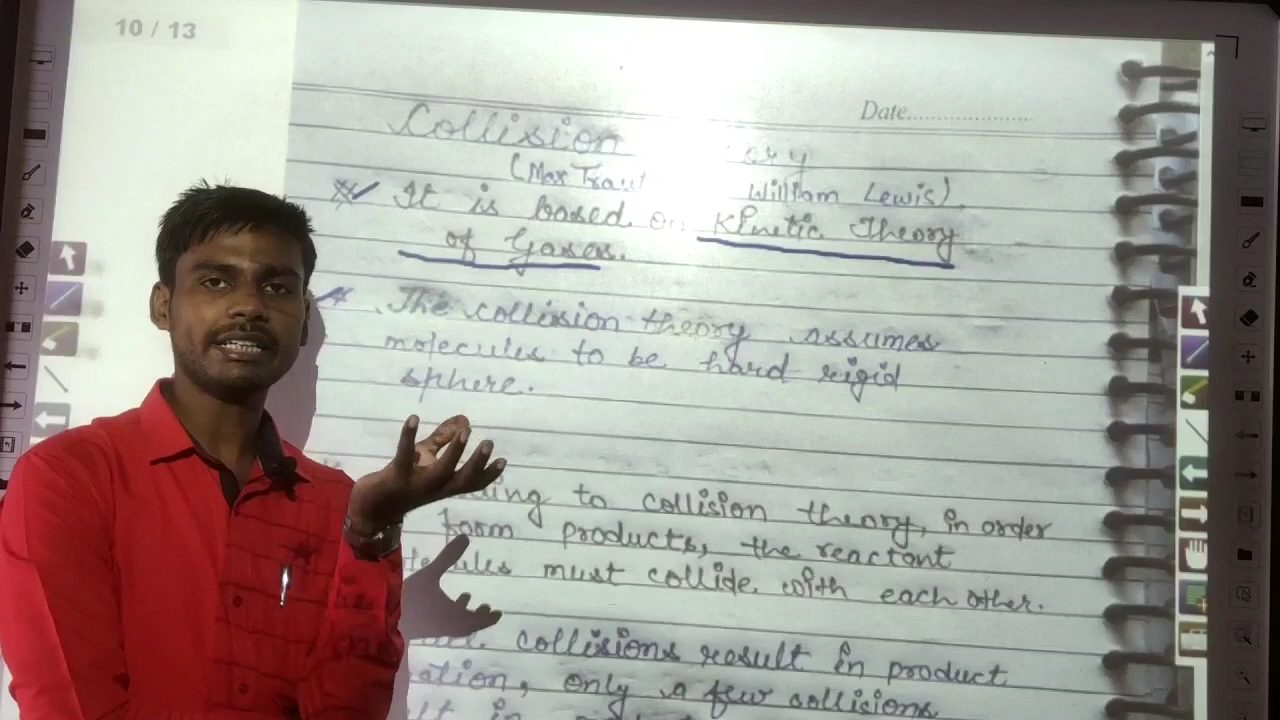 10 / 13
Date
Collision
(Max Traut William Lewis).
It is based on Kinetic Theory
of Gases.
The collision theory assumes
molecules to be hard rigid
sphere.
to collision theory, in order
form products, the reactant
must collide with each other.
collisions result in product
only a few collisions